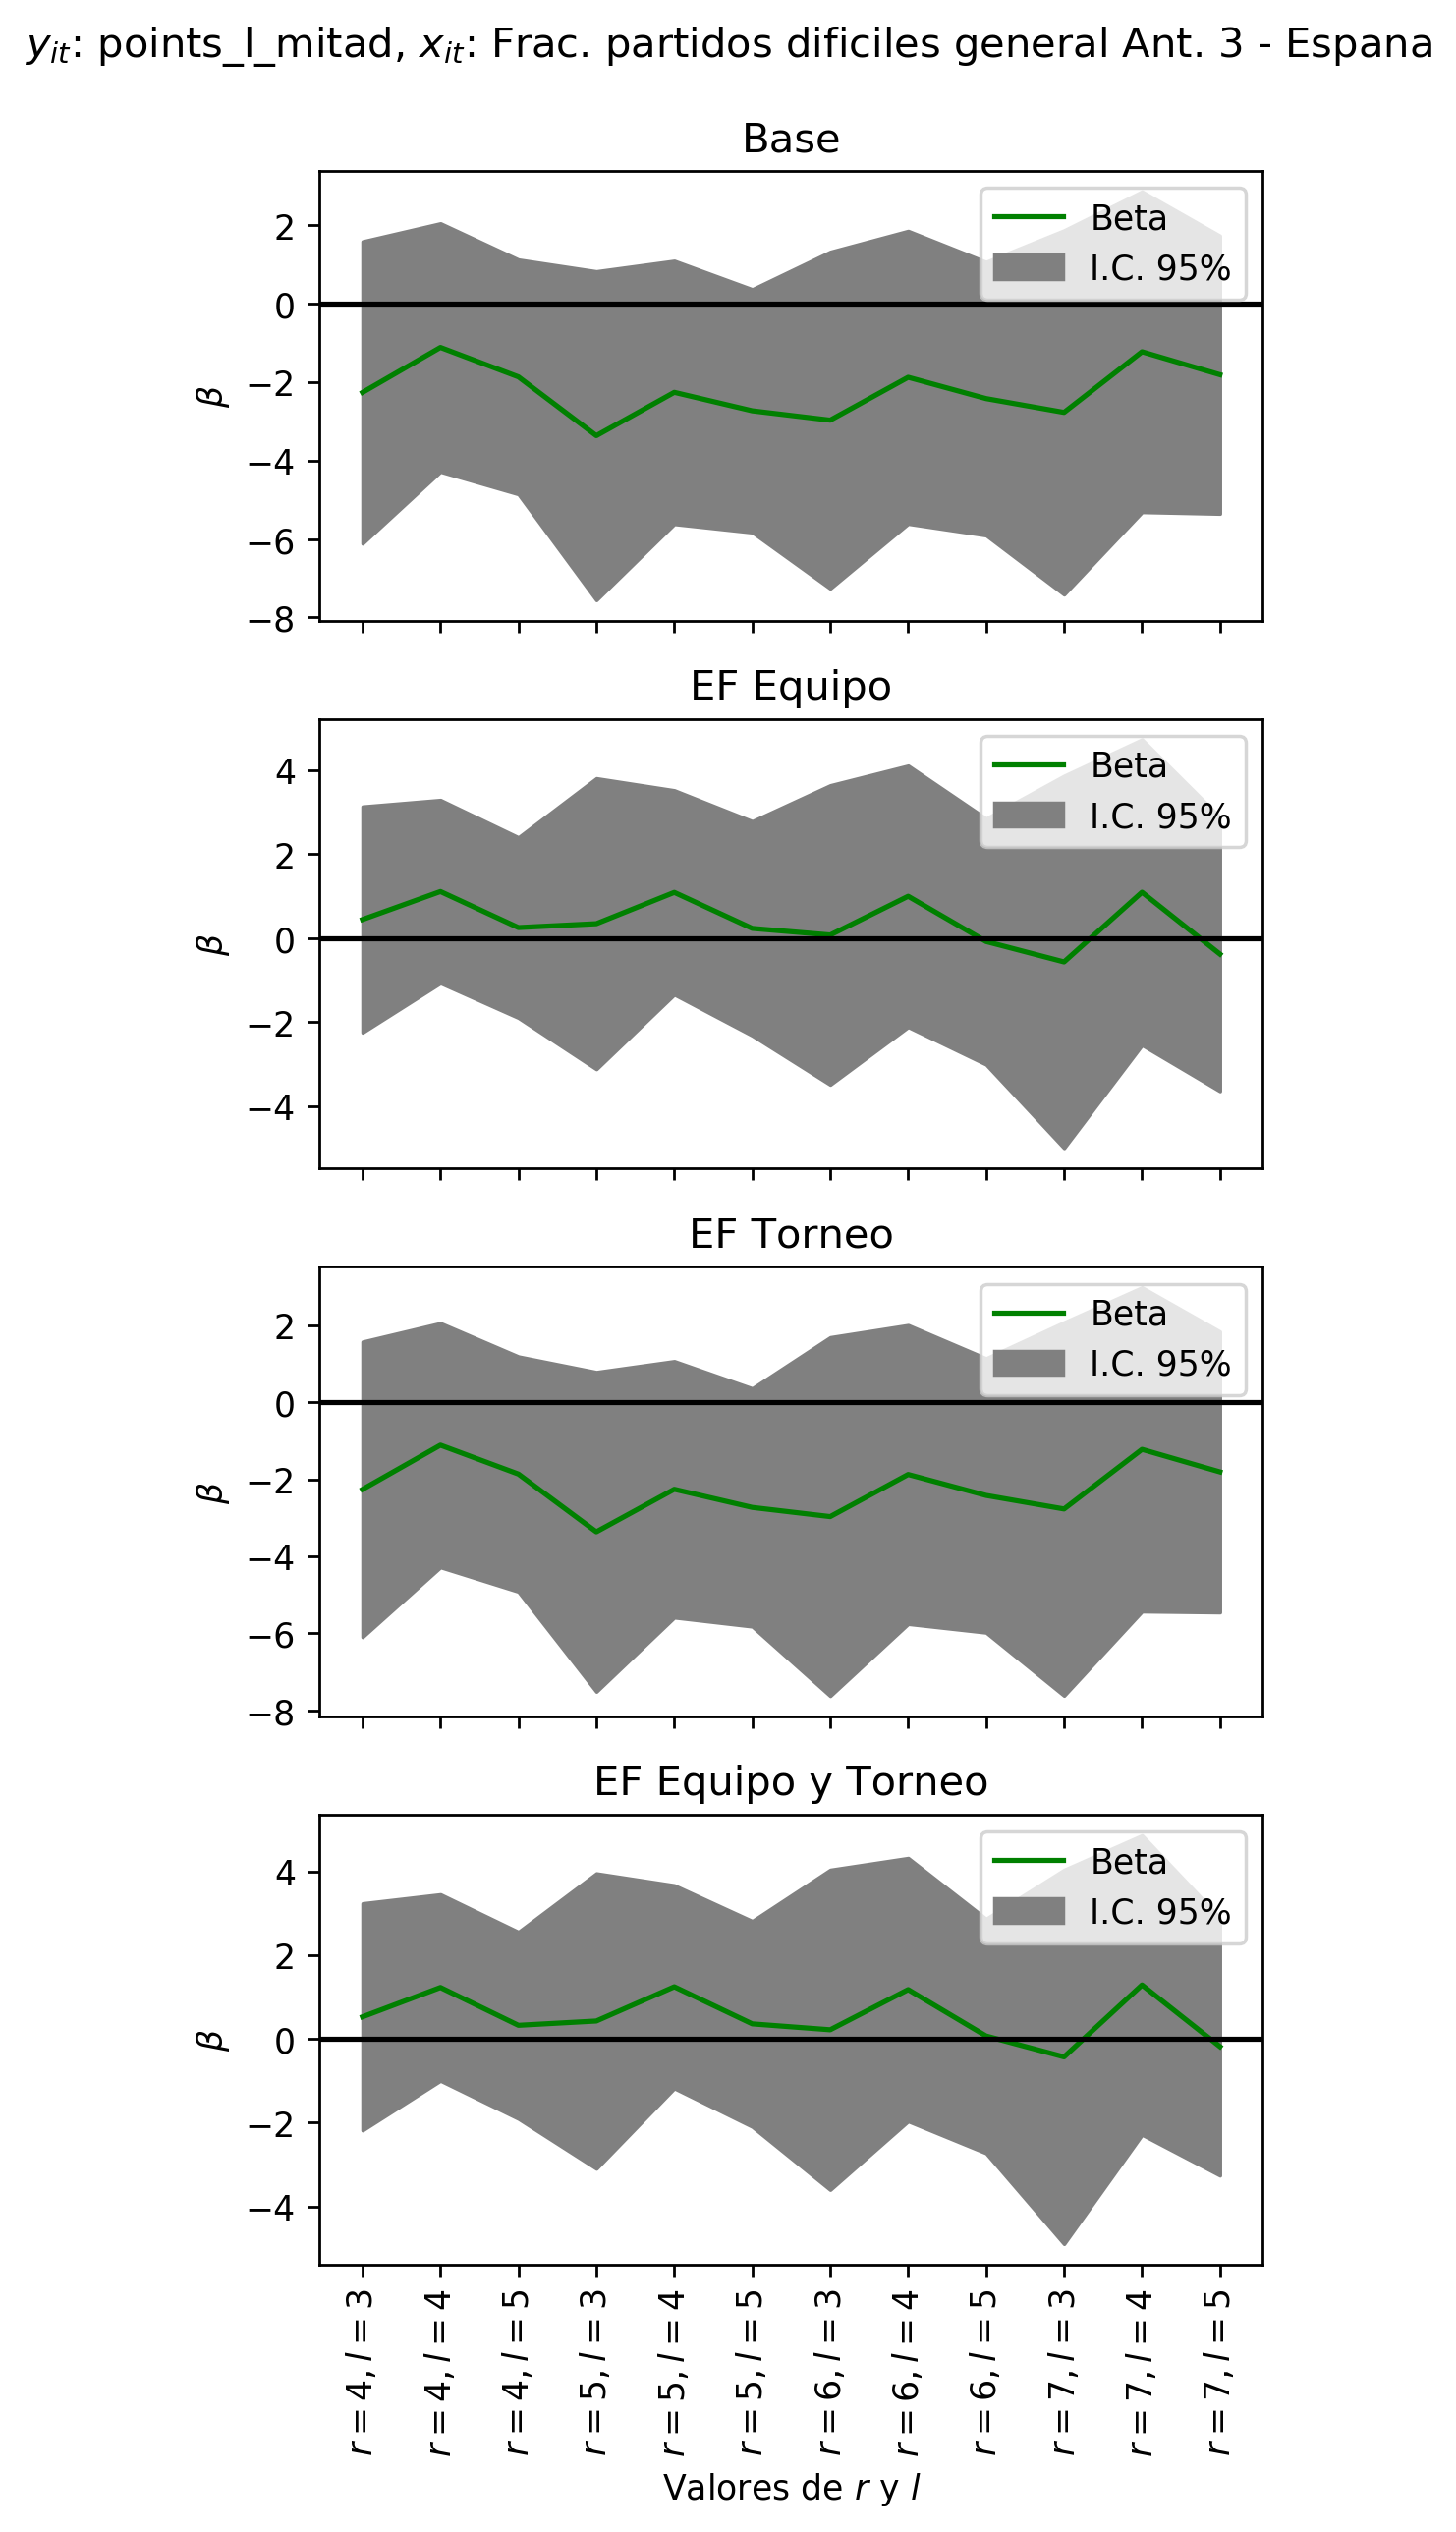 y_it: points_l_mitad, x_it: Frac. partidos dificiles general Ant. 3 - Espana
Base
Beta
I.C. 95%
2
0
−2
−4
−6
−8
β
EF Equipo
Beta
I.C. 95%
4
2
0
−2
−4
β
EF Torneo
Beta
I.C. 95%
2
0
−2
−4
−6
−8
β
EF Equipo y Torneo
Beta
I.C. 95%
4
2
0
−2
−4
β
r = 4, l = 3
r = 4, l = 4
r = 4, l = 5
r = 5, l = 3
r = 5, l = 4
r = 5, l = 5
r = 6, l = 3
r = 6, l = 4
r = 6, l = 5
r = 7, l = 3
r = 7, l = 4
r = 7, l = 5
Valores de r y l